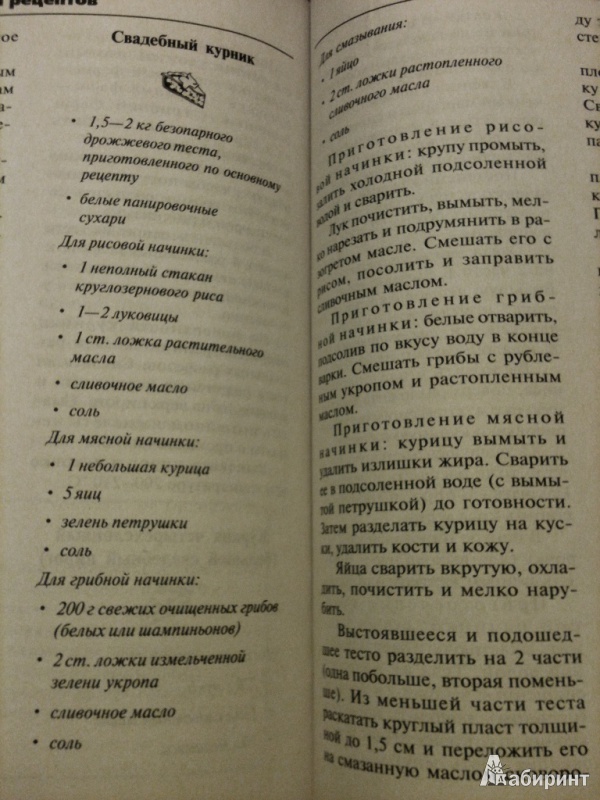 рецептов
Свадебный курник
• 1,5—2 кг безопарного
дрожжевого теста,
приготовленного по основному
рецепту
• белые панировочные
сухари
Для рисовой начинки:
• 1 неполный стакан
круглозернового риса
• 1—2 луковицы
• 1 ст. ложка растительного
масла
• сливочное масло
• соль
Для мясной начинки:
• 1 небольшая курица
• 5 яиц
• зелень петрушки
• соль
Для грибной начинки:
• 200 г свежих очищенных грибов
(белых или шампиньонов)
• 2 ст. ложки измельченной
зелени укропа
• сливочное масло
• соль
Для смазывания:
• 1 яйцо
• 2 ст. ложки растопленного
сливочного масла
• соль
Приготовление рисо-
ной начинки: крупу промыть,
залить холодной подсоленной
водой и сварить.
Лук почистить, вымыть, мел-
ко нарезать и подрумянить в ра-
зогретом масле. Смешать его с
рисом, посолить и заправить
сливочным маслом.
Приготовление гриб-
ной начинки: белые отварить,
подсолив по вкусу воду в конце
варки. Смешать грибы с рубле-
ным укропом и растопленным
маслом.
Приготовление мясной
начинки: курицу вымыть и
удалить излишки жира. Сварить
ее в подсоленной воде (с вымы-
той петрушкой) до готовности.
Затем разделать курицу на кус-
ки, удалить кости и кожу.
Яйца сварить вкрутую, охла-
дить, почистить и мелко нару-
бить.
Выстоявшееся и подошед-
шее тесто разделить на 2 части
(одна побольше, вторая помень-
ше). Из меньшей части теста
раскатать круглый пласт толщи-
ной до 1,5 см и переложить его
на смазанную маслом
Лабиринт